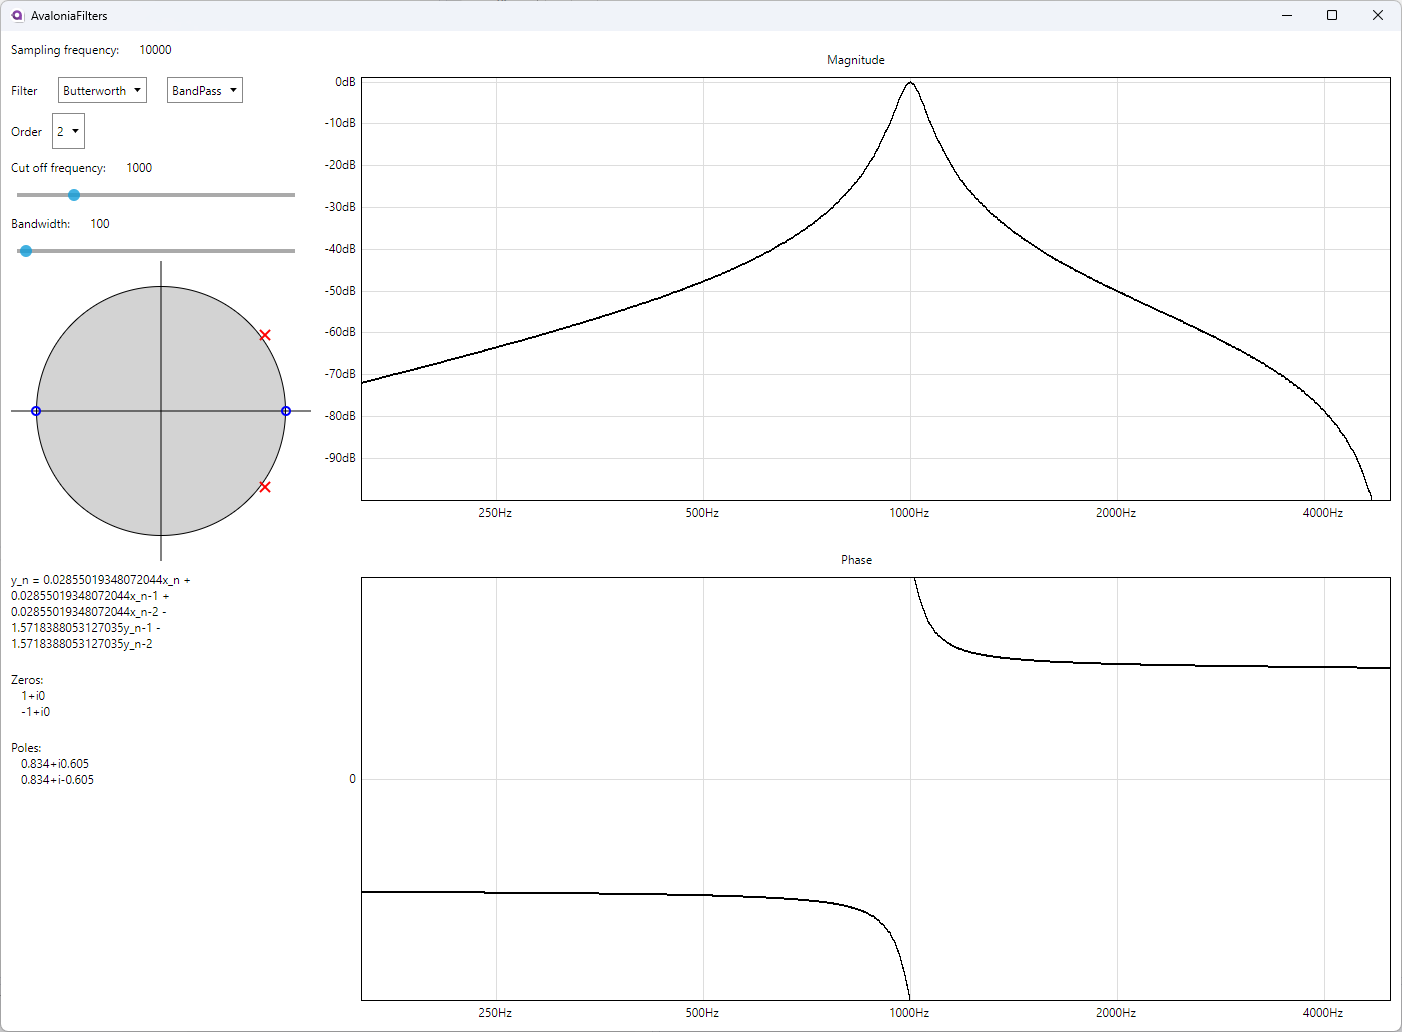 AvaloniaFilters
Sampling frequency: 10000
Filter Butterworth BandPass
Order 2
Cut off frequency: 1000
Bandwidth: 100
y_n = 0.02855019348072044x_n +
0.02855019348072044x_n-1 +
0.02855019348072044x_n-2 -
1.5718388053127035y_n-1 -
1.5718388053127035y_n-2
Zeros:
1+i0
-1+i0
Poles:
0.834+i0.605
0.834+i-0.605
Magnitude
0dB
-10dB
-20dB
-30dB
-40dB
-50dB
-60dB
-70dB
-80dB
-90dB
250Hz 500Hz 1000Hz 2000Hz 4000Hz
Phase
0
250Hz 500Hz 1000Hz 2000Hz 4000Hz